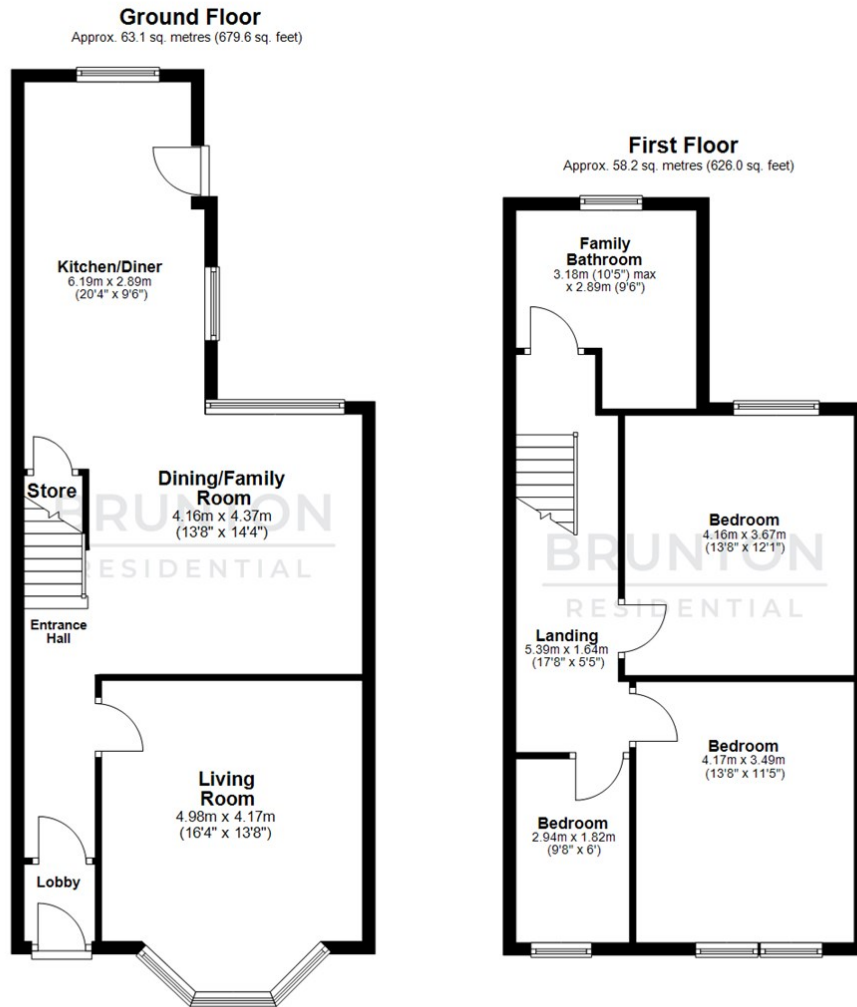 Ground Floor
Approx. 63.1 sq. metres (679.6 sq. feet)
Kitchen/Diner
6.19m x 2.89m
(20'4" x 9'6")
Store
Dining/Family
Room
4.16m x 4.37m
(13'8" x 14'4")
BRUNTON
RESIDENTIAL
Entrance
Hall
Living
Room
4.98m x 4.17m
(16'4" x 13'8")
Lobby
First Floor
Approx. 58.2 sq. metres (626.0 sq. feet)
Family
Bathroom
3.18m (10'5") max
x 2.89m (9'6")
Bedroom
4.16m x 3.67m
(13'8" x 12'1")
BRUNTON
RESIDENTIAL
Landing
5.39m x 1.64m
(17'8" x 5'5")
Bedroom
4.17m x 3.49m
(13'8" x 11'5")
Bedroom
2.94m x 1.82m
(9'8" x 6')